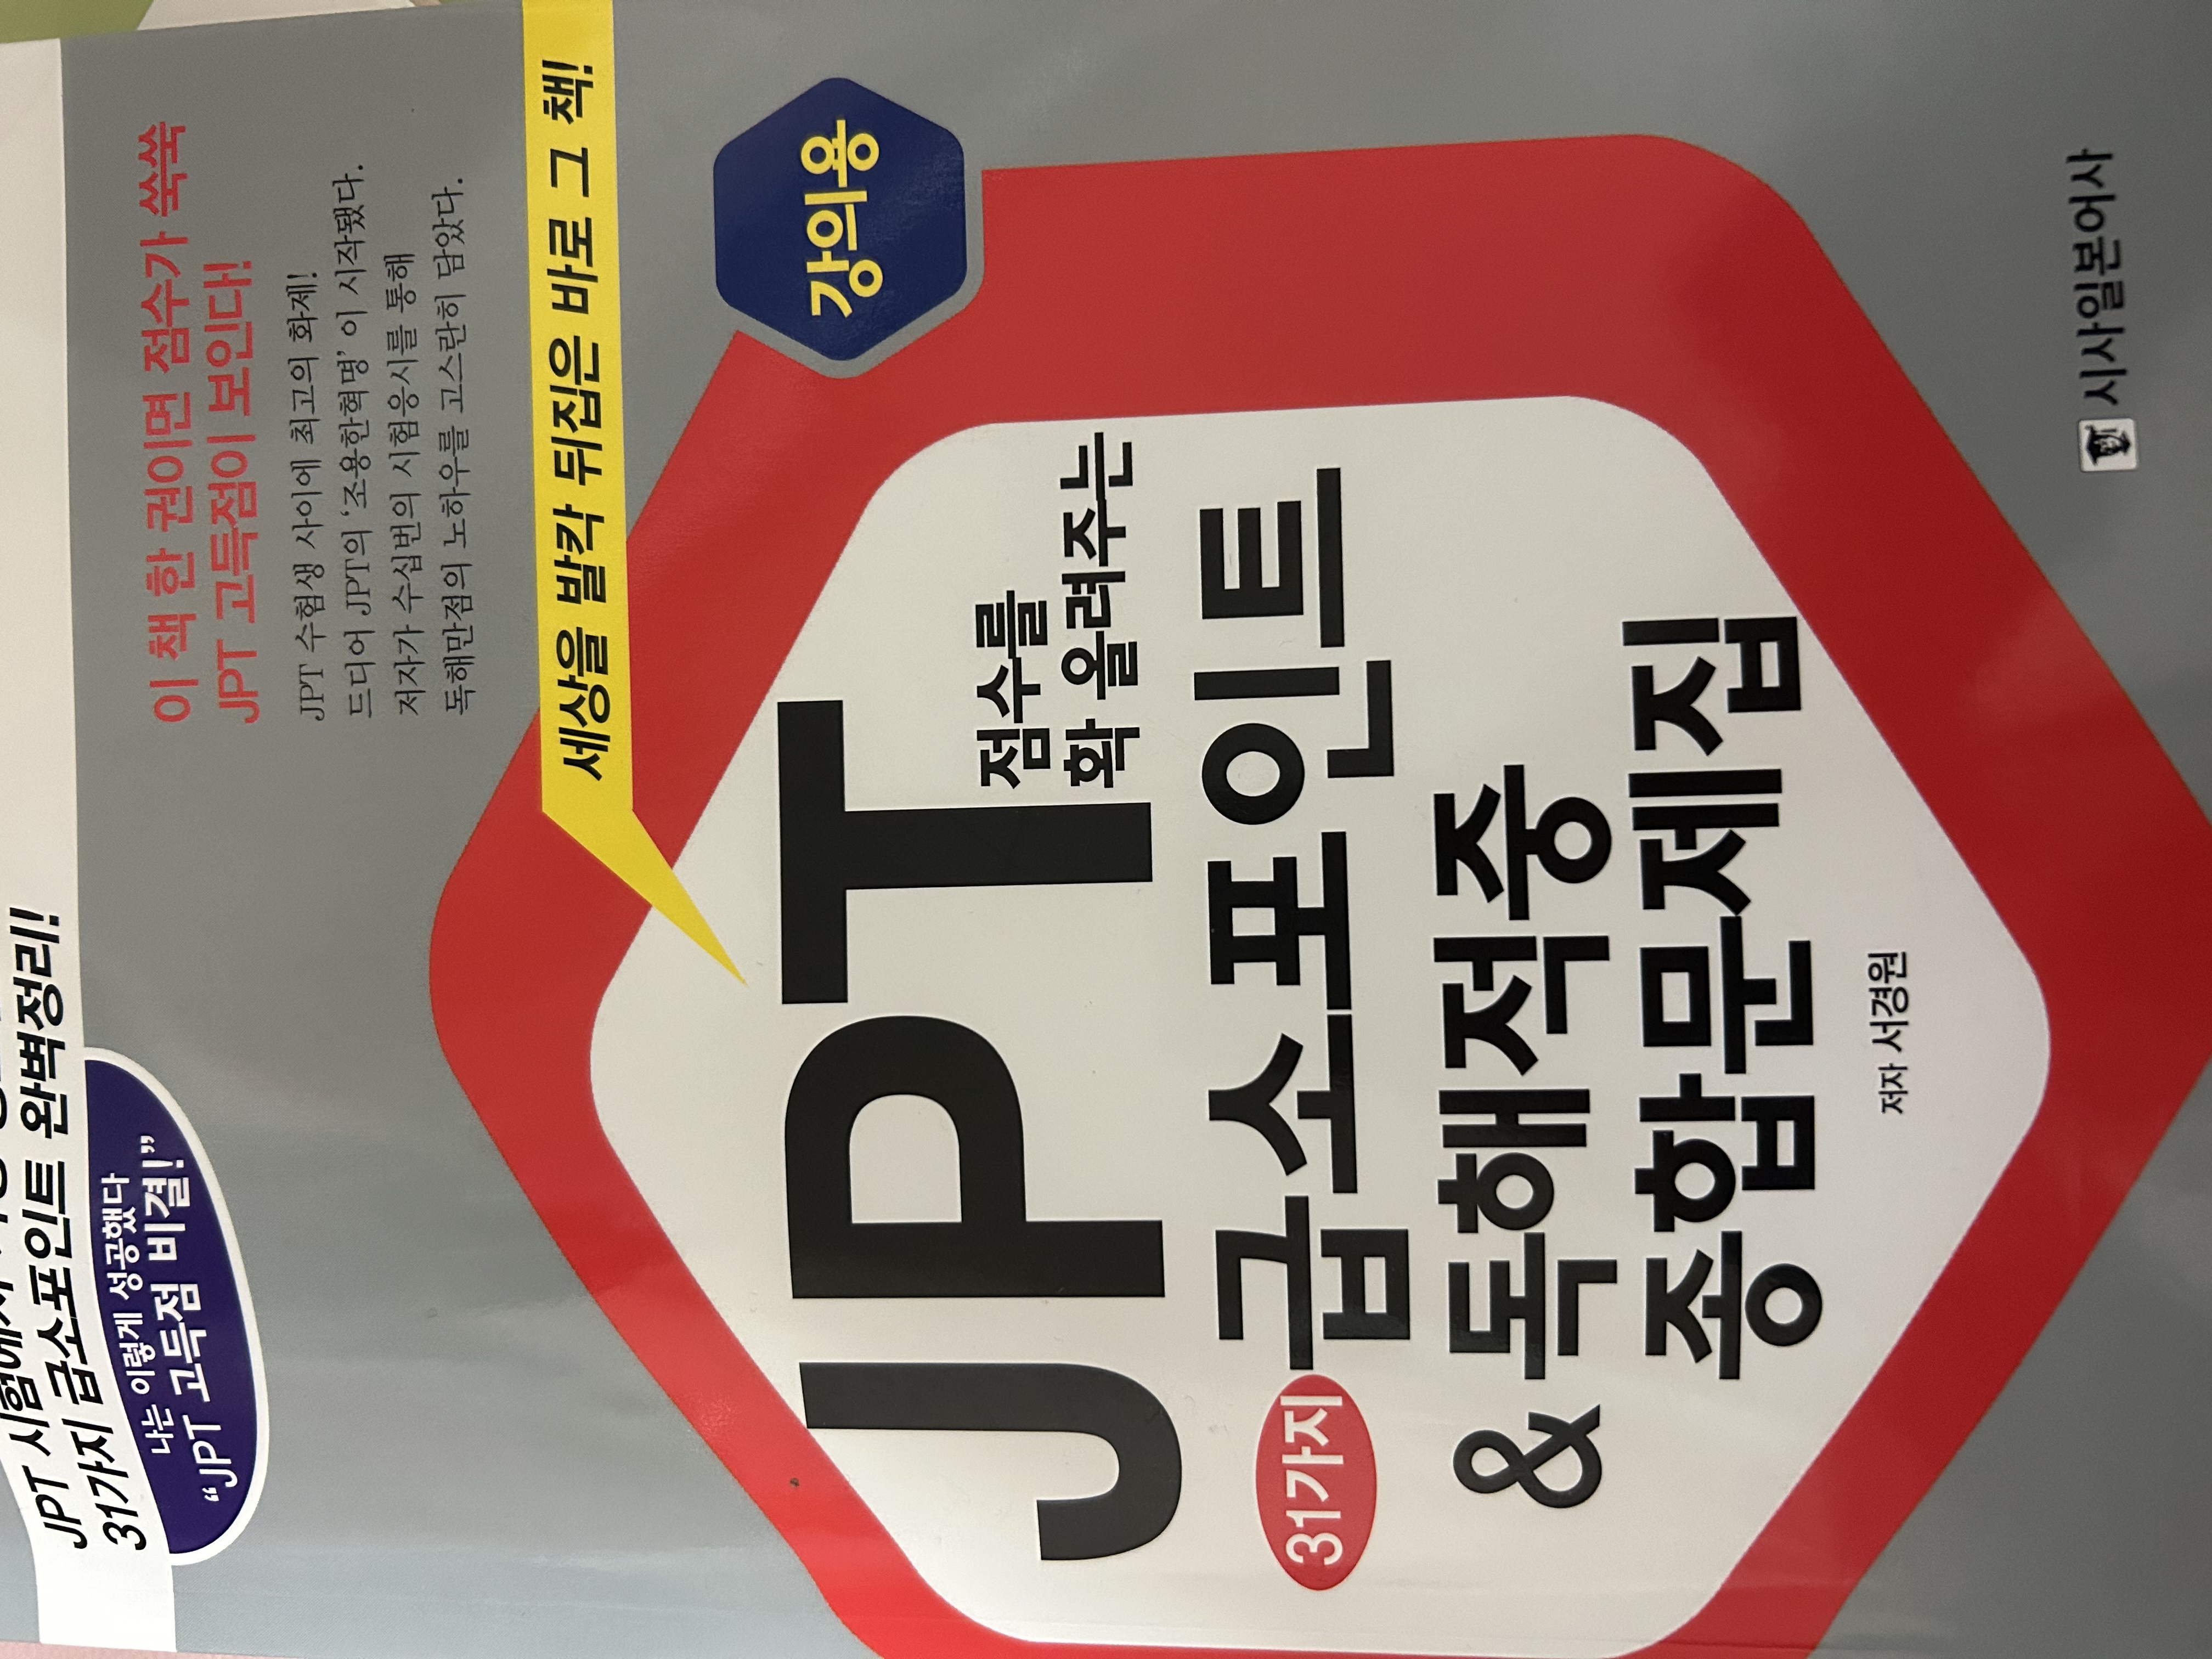 JPT 시험에서
31가지 급소포인트 완벽정리!
나는 이렇게 성공했다
“JPT 고득점 비결!”
이 책 한 권이면 점수가 쑥쑥
JPT 고득점이 보인다!
JPT 수험생 사이에 최고의 화제!
드디어 JPT의 ‘조용한혁명’ 이 시작됐다.
저자가 수십번의 시험응시를 통해
독해만점의 노하우를 고스란히 담았다.
세상을 발칵 뒤집은 바로 그 책!
강의용
JPT
점수를
확 올려주는
31가지 급소포인트
& 독해적중
종합문제집
저자 서경원
시사일본어사